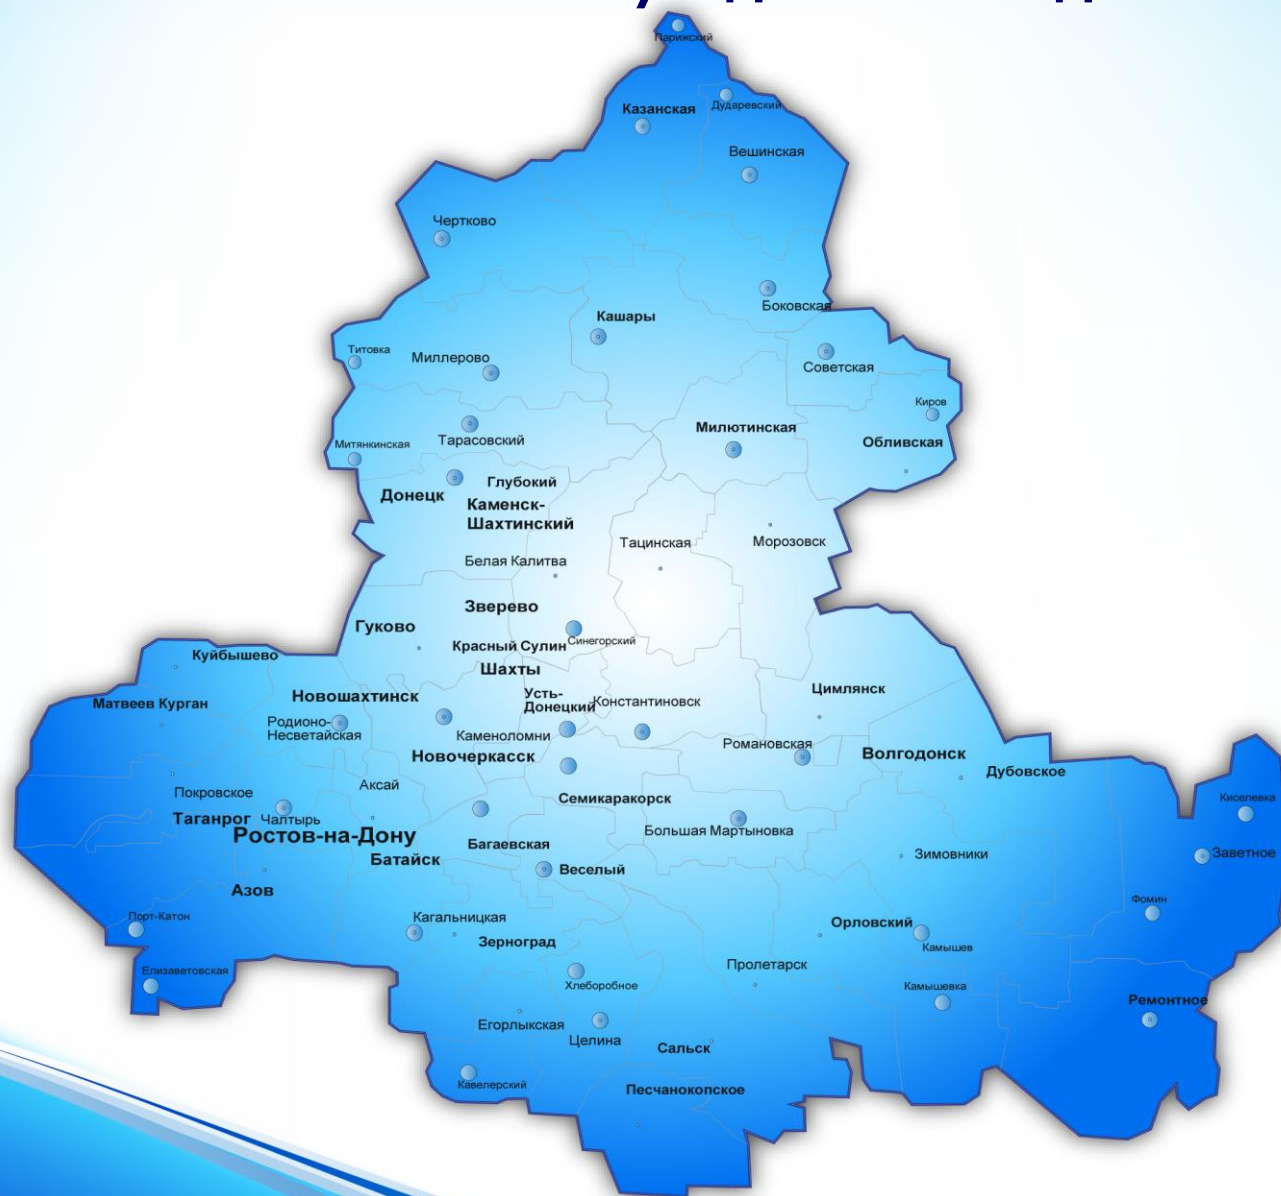 Парижский
Казанская
Дударевский
Вешинская
Чертково
Боковская
Кашары
Титовка
Миллерово
Советская
Киров
Милютинская
Тарасовский
Обливская
Митянкинская
Глубокий
Донецк
Каменск-
Шахтинский
Тацинская
Морозовск
Белая Калитва
Зверево
Гуково
Синегорский
Красный Сулин
Куйбышево
Шахты
Цимлянск
Новошахтинск
Усть-
Донецкий
Константиновск
Матвеев Курган
Родионо-
Несветайская
Каменоломни
Романовская
Новочеркасск
Волгодонск
Дубовское
Аксай
Покровское
Семикаракорск
Киселевка
Таганрог
Чалтырь
Большая Мартыновка
Ростов-на-Дону
Багаевская
Батайск
Зимовники
Заветное
Веселый
Азов
Фомин
Порт-Катон
Кагальницкая
Орловский
Зерноград
Камышев
Пролетарск
Елизаветовская
Хлеборобное
Камышевка
Ремонтное
Егорлыкская
Целина
Сальск
Кавелерский
Песчанокопское